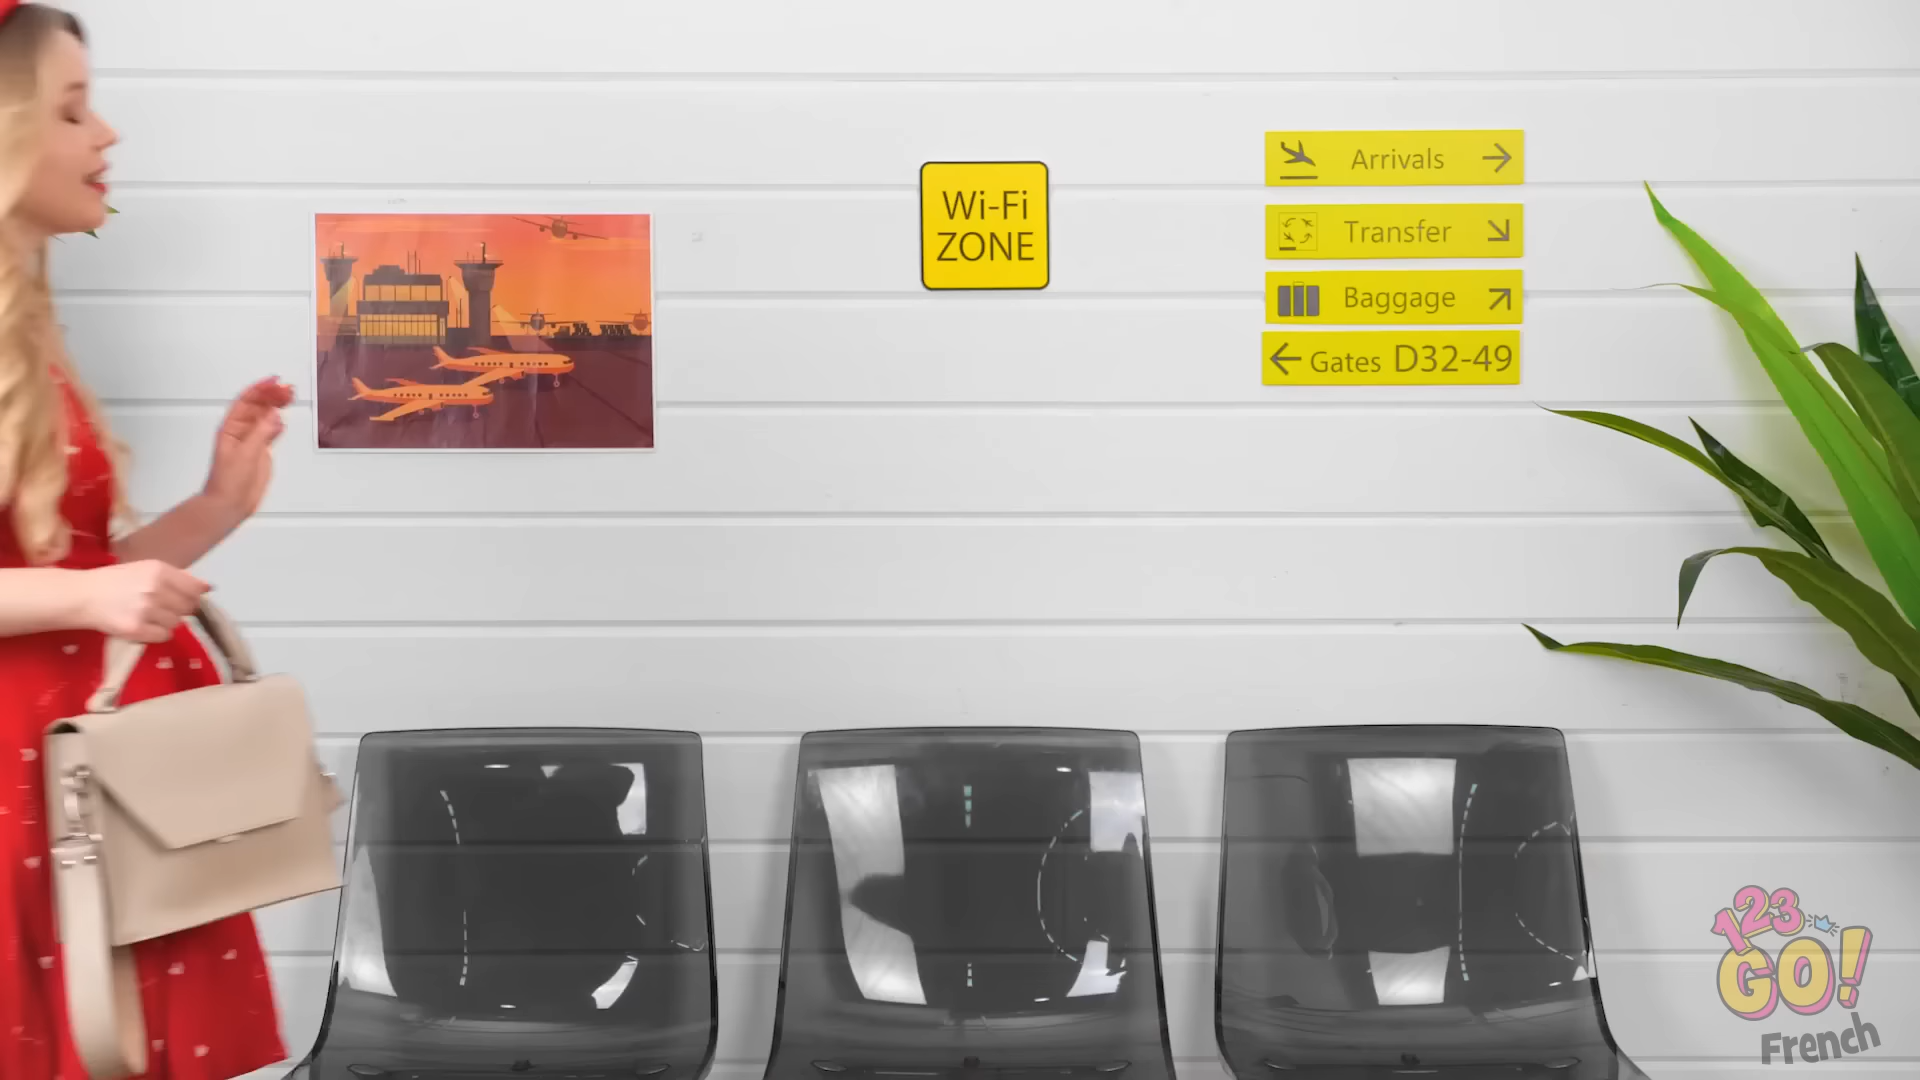 Wi-Fi
ZONE
Arrivals
Transfer
Baggage
Gates D32-49
123
GO!
French